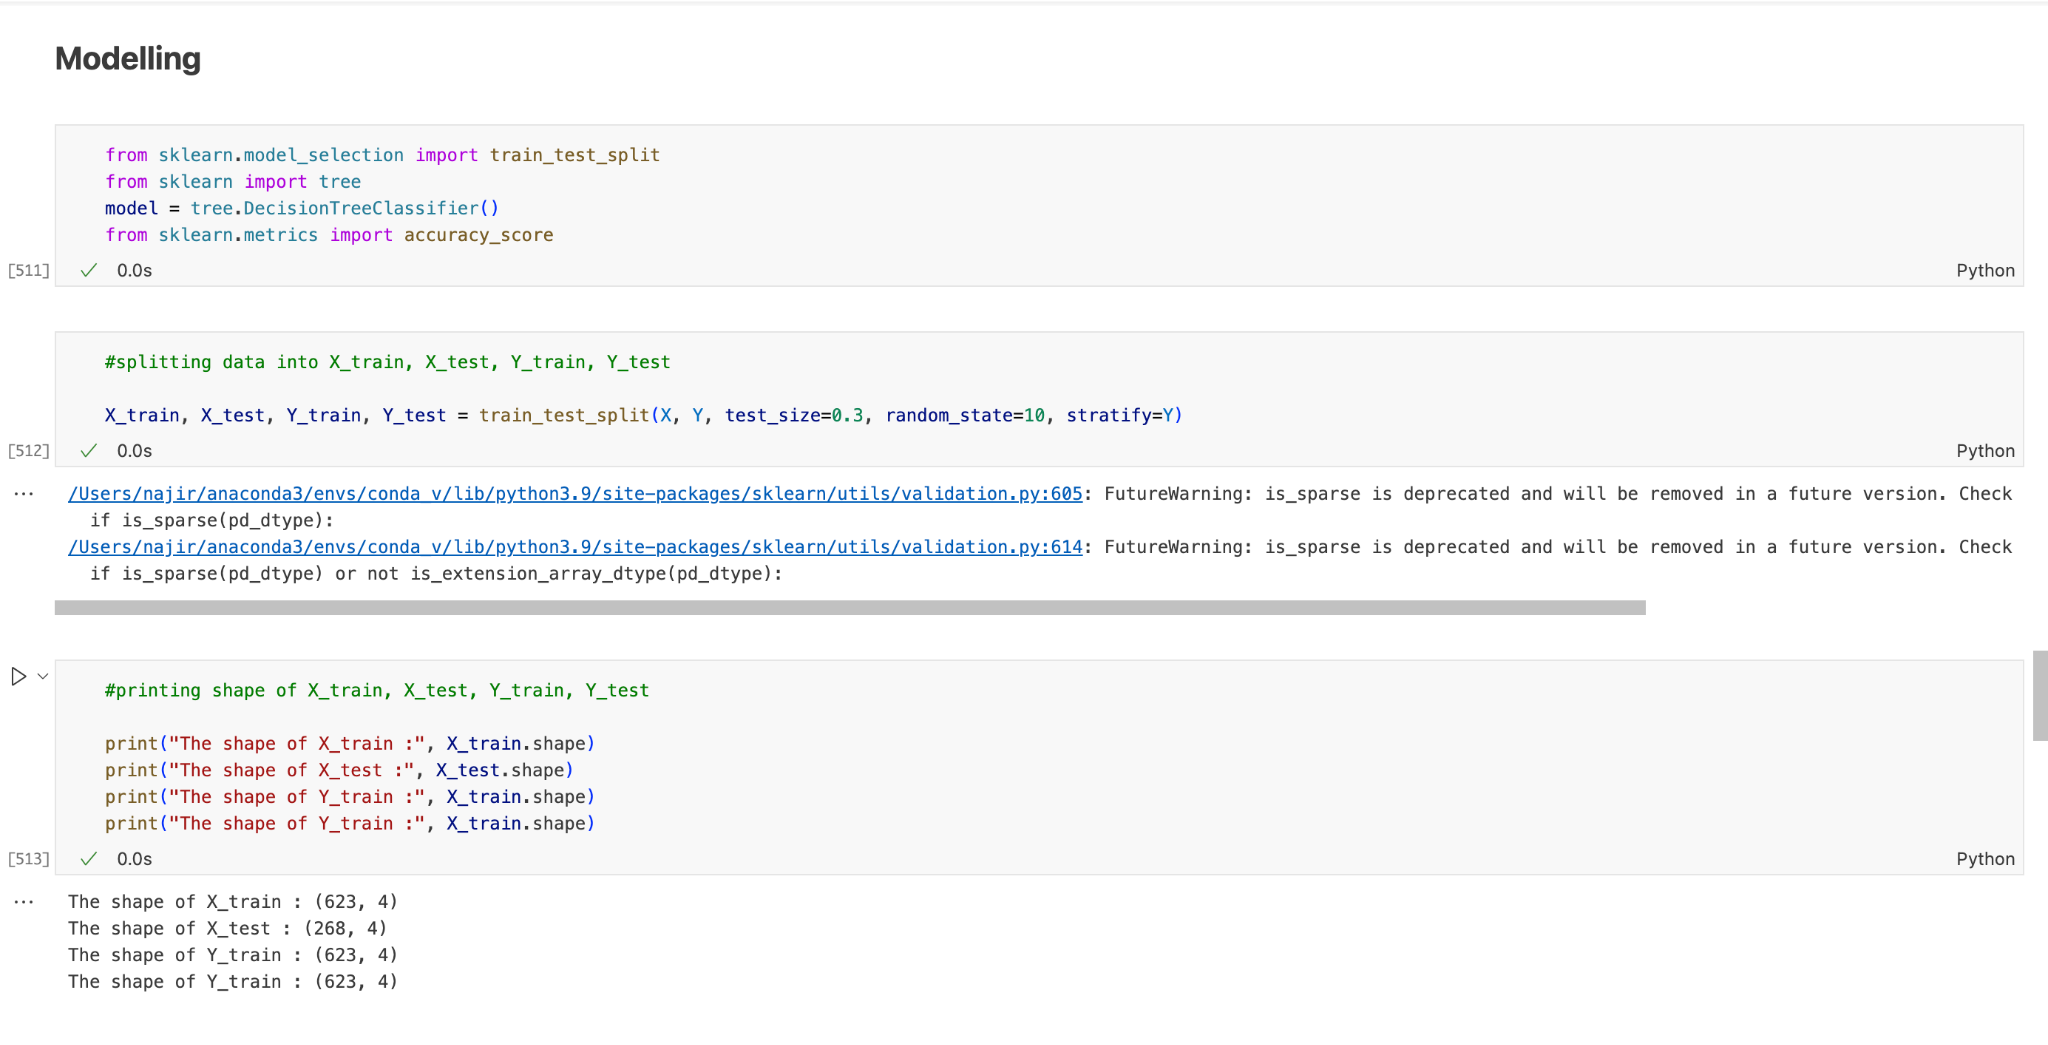 Modelling
from sklearn.model_selection import train_test_split
from sklearn import tree
model = tree.DecisionTreeClassifier()
from sklearn.metrics import accuracy_score
[511] 0.0s Python
#splitting data into X_train, X_test, Y_train, Y_test
X_train, X_test, Y_train, Y_test = train_test_split(X, Y, test_size=0.3, random_state=10, stratify=Y)
[512] 0.0s Python
/Users/najir/anaconda3/envs/conda_v/lib/python3.9/site-packages/sklearn/utils/validation.py:605: FutureWarning: is_sparse is deprecated and will be removed in a future version. Check
if is_sparse(pd_dtype):
/Users/najir/anaconda3/envs/conda_v/lib/python3.9/site-packages/sklearn/utils/validation.py:614: FutureWarning: is_sparse is deprecated and will be removed in a future version. Check
if is_sparse(pd_dtype) or not is_extension_array_dtype(pd_dtype):
#printing shape of X_train, X_test, Y_train, Y_test
print("The shape of X_train :", X_train.shape)
print("The shape of X_test :", X_test.shape)
print("The shape of Y_train :", X_train.shape)
print("The shape of Y_train :", X_train.shape)
[513] 0.0s Python
The shape of X_train : (623, 4)
The shape of X_test : (268, 4)
The shape of Y_train : (623, 4)
The shape of Y_train : (623, 4)